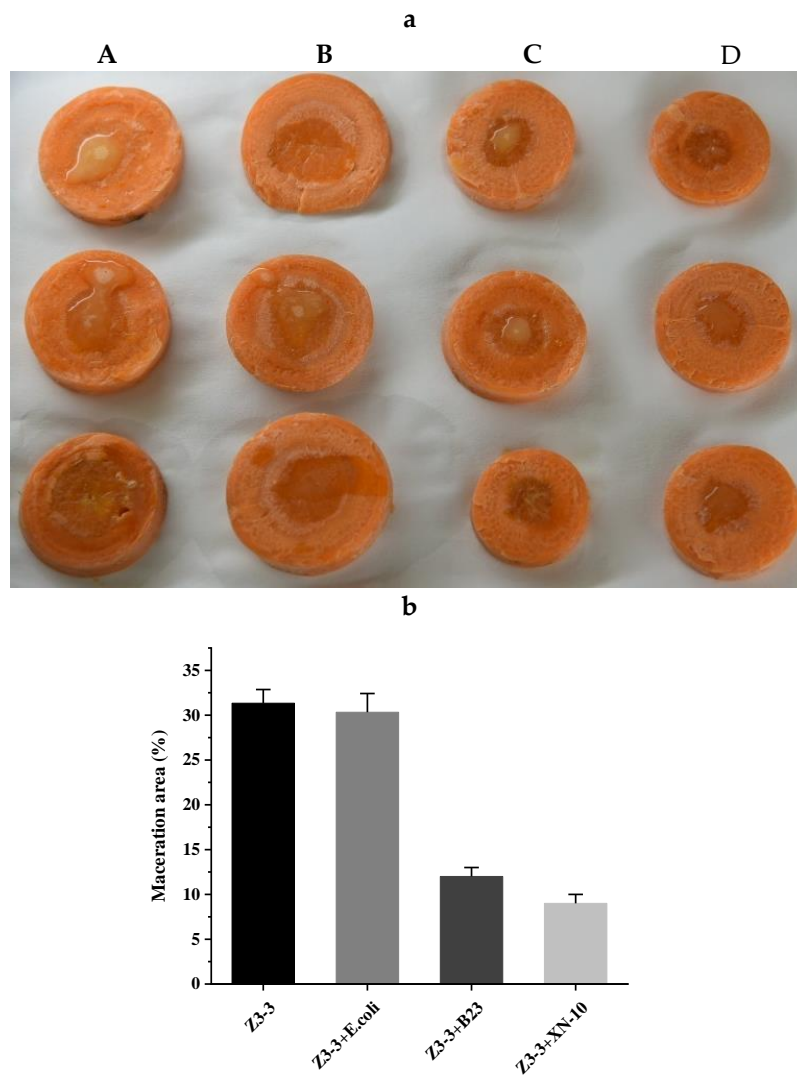 a
A B C D
b
35
30
25
20
15
10
5
0
Maceration area (%)
Z3-3
Z3-3+E.coli
Z3-3+B23
Z3-3+XN-10